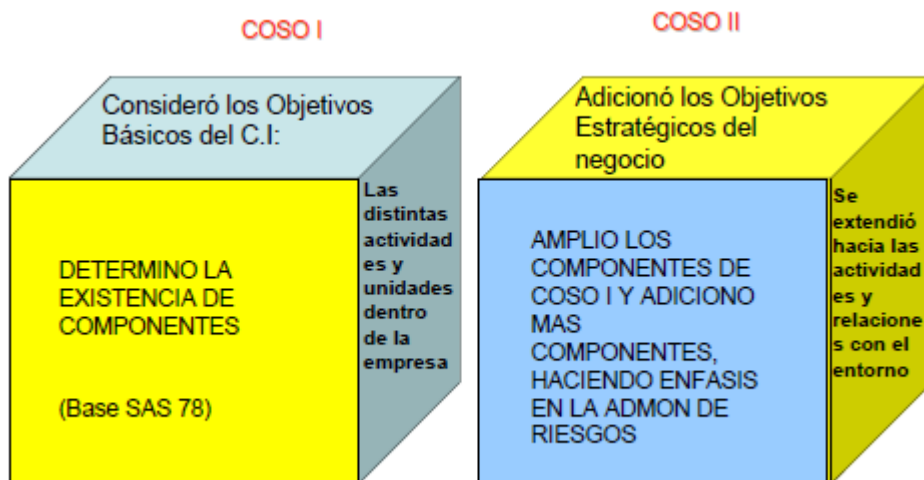 COSO I
COSO II
Consideró los Objetivos
Básicos del C.I:
Adicionó los Objetivos
Estratégicos del
negocio
DETERMINO LA
EXISTENCIA DE
COMPONENTES
(Base SAS 78)
Las
distintas
actividad
es y
unidades
dentro
de la
empresa
AMPLIO LOS
COMPONENTES DE
COSO I Y ADICIONO
MAS
COMPONENTES,
HACIENDO ENFASIS
EN LA ADMON DE
RIESGOS
Se
extendió
hacia las
actividad
es y
relacione
s con el
entorno